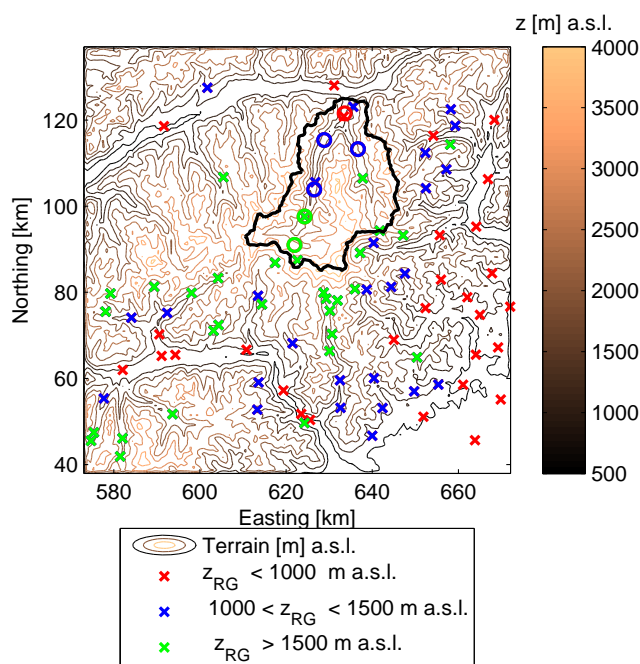 z [m] a.s.l.
4000
3500
3000
2500
2000
1500
1000
500
120
100
80
60
40
Northing [km]
580 600 620 640 660
Easting [km]
Terrain [m] a.s.l.
z_RG < 1000 m a.s.l.
1000 < z_RG < 1500 m a.s.l.
z_RG > 1500 m a.s.l.